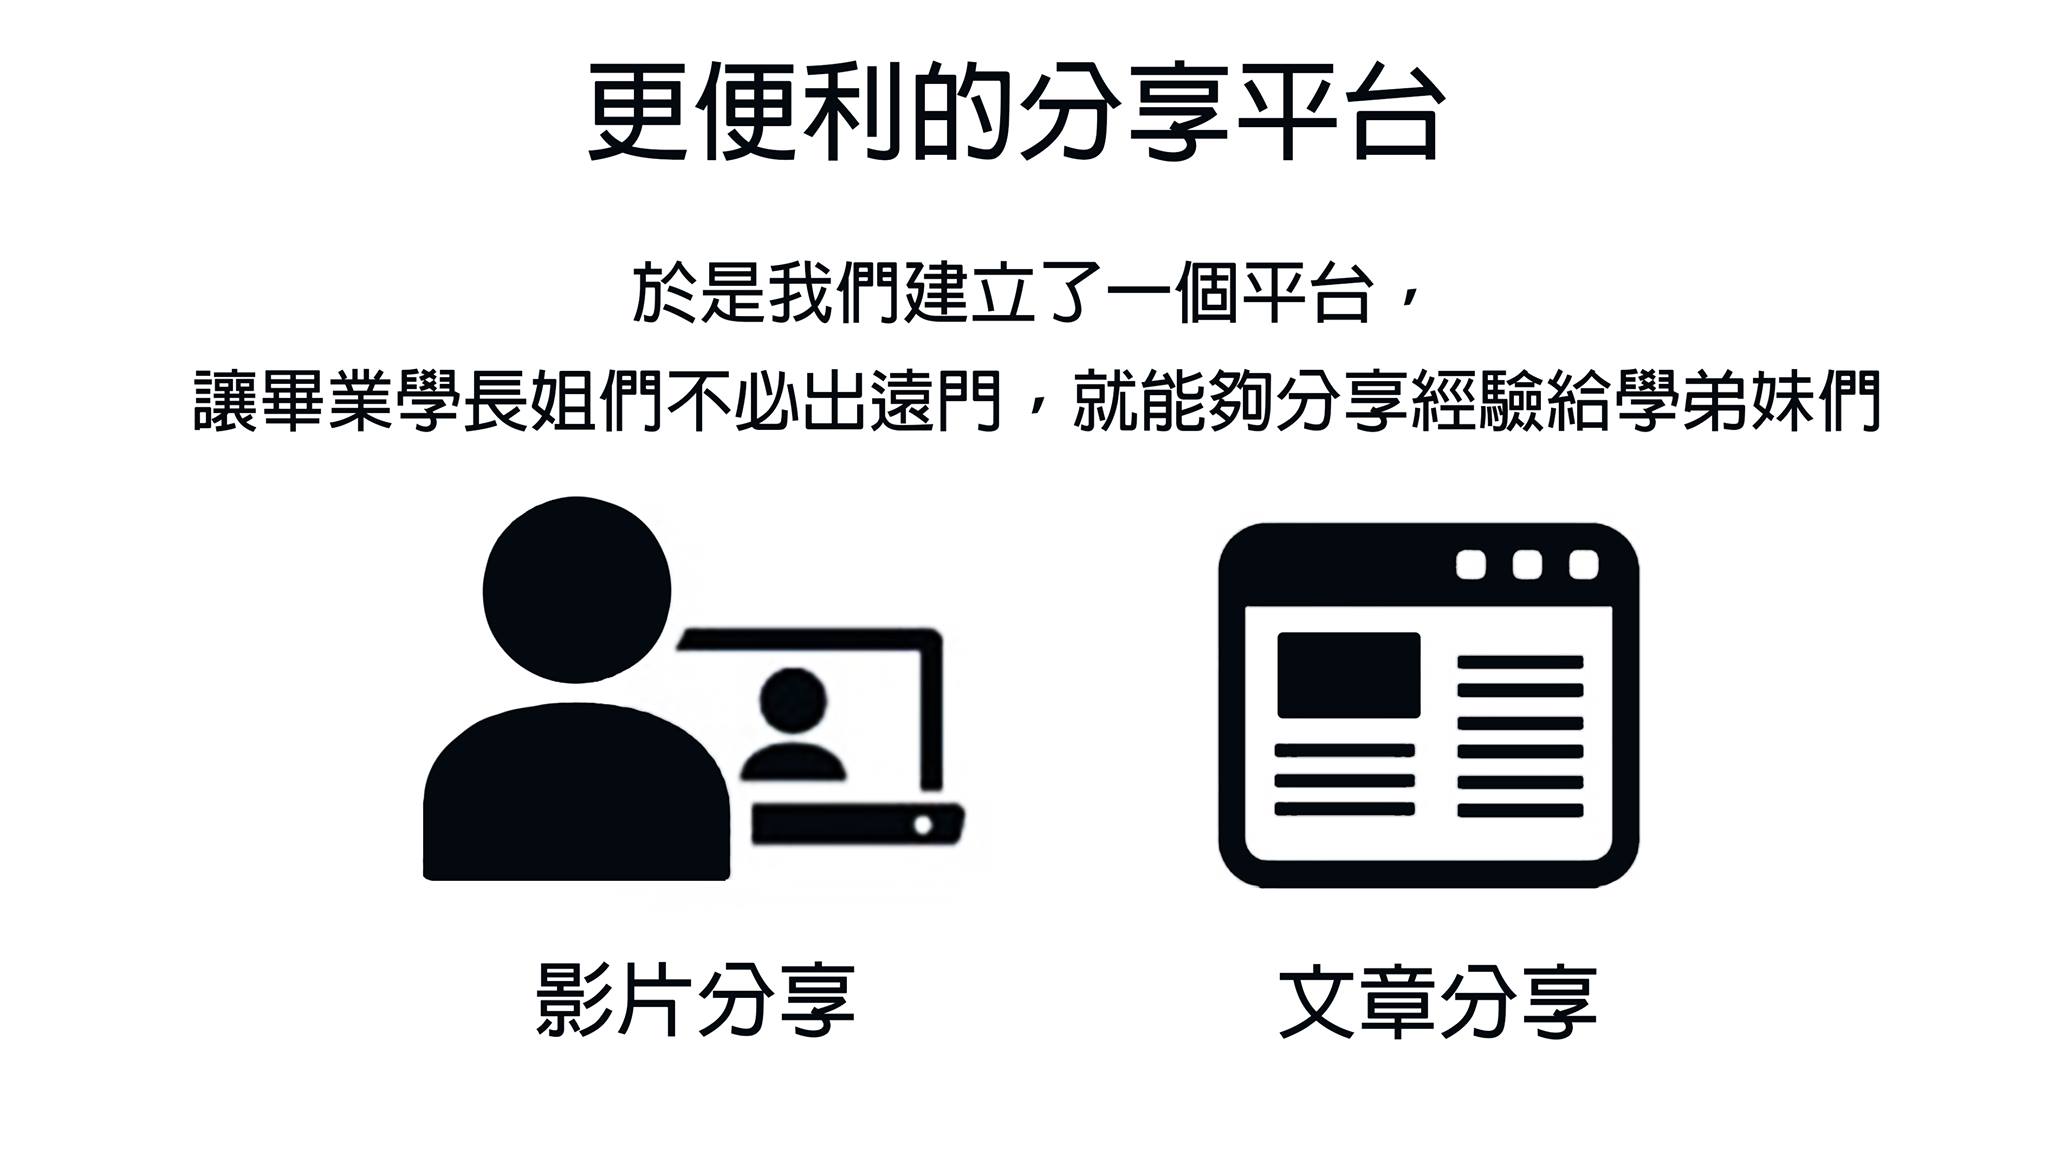 更便利的分享平台
於是我們建立了一個平台，
讓畢業學長姐們不必出遠門，就能夠分享經驗給學弟妹們
影片分享
文章分享